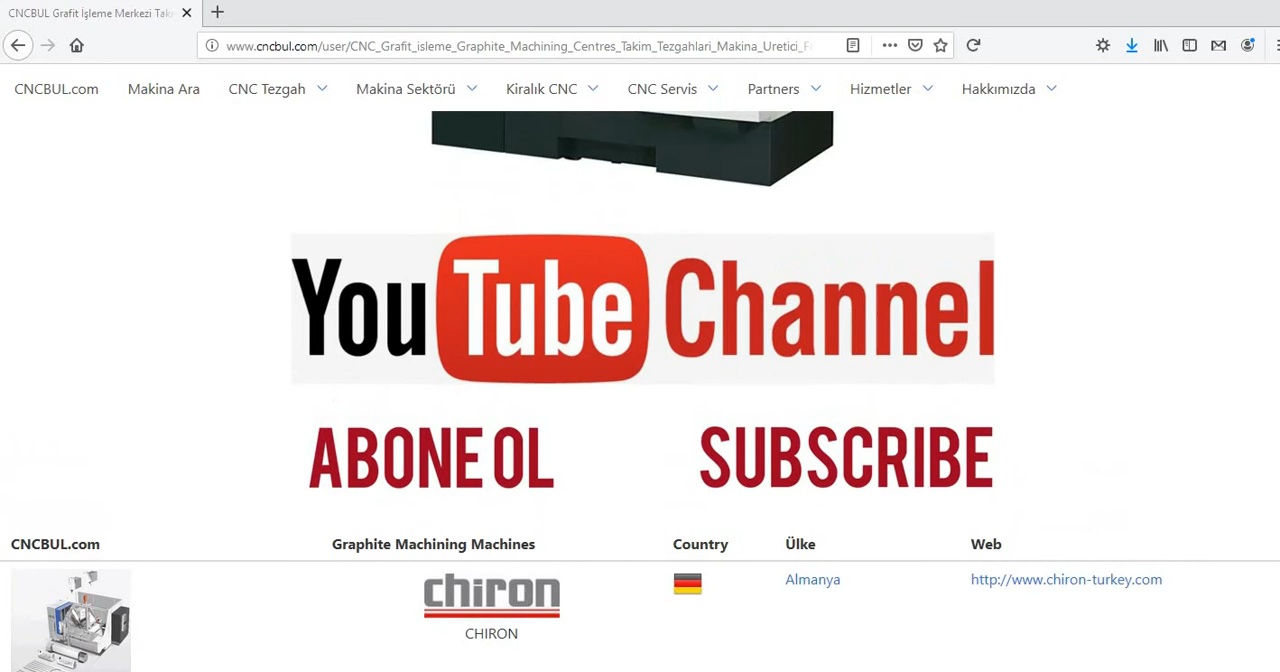 CNCBUL Grafit İşleme Merkezi Tak
www.cncbul.com/user/CNC_Grafit_isleme_Graphite_Machining_Centres_Takim_Tezgahlari_Makina_Uretici_F
CNCBUL.com Makina Ara CNC Tezgah Makina Sektörü Kiralık CNC CNC Servis Partners Hizmetler Hakkımızda
YouTube Channel
ABONE OL SUBSCRIBE
CNCBUL.com Graphite Machining Machines Country Ülke Web
chiron Almanya http://www.chiron-turkey.com
CHIRON